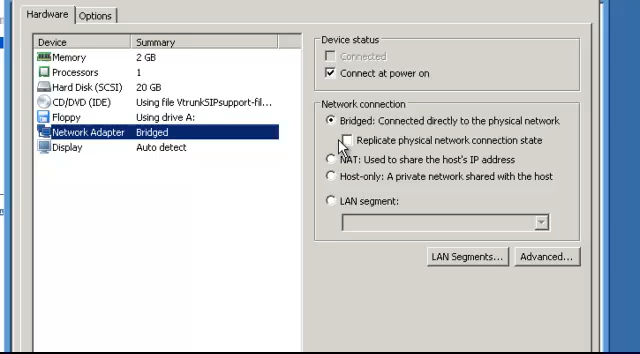 Hardware Options
Device Summary
Memory 2 GB
Processors 1
Hard Disk (SCSI) 20 GB
CD/DVD (IDE) Using file VtrunkSIPsupport-fil...
Floppy Using drive A:
Network Adapter Bridged
Display Auto detect
Device status
Connected
Connect at power on
Network connection
Bridged: Connected directly to the physical network
Replicate physical network connection state
NAT: Used to share the host's IP address
Host-only: A private network shared with the host
LAN segment:
LAN Segments... Advanced...